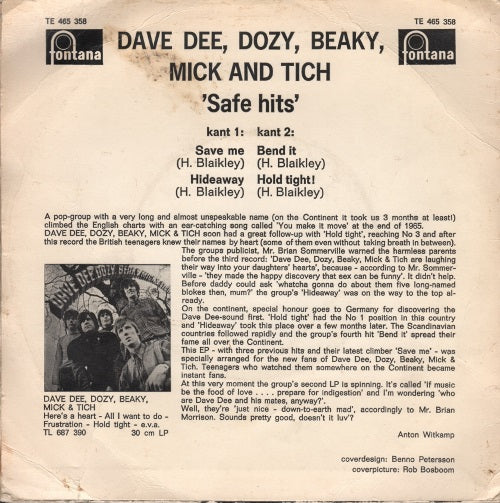 TE 465 358
TE 465 358
fontana
fontana
DAVE DEE, DOZY, BEAKY,
MICK AND TICH
'Safe hits'
kant 1: kant 2:
Save me Bend it
(H. Blaikley) (H. Blaikley)
Hideaway Hold tight!
(H. Blaikley) (H. Blaikley)
A pop-group with a very long and almost unspeakable name (on the Continent it took us 3 months at least!)
climbed the English charts with an ear-catching song called 'You make it move' at the end of 1965.
DAVE DEE, DOZY, BEAKY, MICK & TICH soon had a great follow-up with 'Hold tight', reaching No 3 and after
this record the British teenagers knew their names by heart (some of them even without taking breath in between).
The groups publicist, Mr. Brian Sommerville warned the harmless parents
before the third record: 'Dave Dee, Dozy, Beaky, Mick & Tich are laughing
their way into your daughters' hearts', because - according to Mr. Sommer-
ville - 'they made the happy discovery that sex can be funny'. It didn't help.
Before daddy could ask 'whatcha gonna do about them five long-named
blokes then, mum?' the group's 'Hideaway' was on the way to the top al-
ready.
On the continent, special honour goes to Germany for discovering the
Dave Dee-sound first. 'Hold tight' had the No 1 position in this country
and 'Hideaway' took this place over a few months later. The Scandinavian
countries followed rapidly and the group's fourth hit 'Bend it' spread their
fame all over the Continent.
This EP - with three previous hits and their latest climber 'Save me' - was
specially arranged for the new fans of Dave Dee, Dozy, Beaky, Mick &
Tich. Teenagers who watched them somewhere on the Continent became
instant fans.
At this very moment the group's second LP is spinning. It's called 'If music
be the food of love . . . . prepare for indigestion' and I'm wondering 'who
are Dave Dee and his mates, anyway?'.
Well, they're 'just nice - down-to-earth mad', accordingly to Mr. Brian
Morrison. Sounds pretty good, doesn't it luv?'
Anton Witkamp
DAVE DEE, DOZY, BEAKY,
MICK & TICH
Here's a heart - All I want to do -
Frustration - Hold tight - e.v.a.
TL 687 390 30 cm LP
coverdesign: Benno Petersson
coverpicture: Rob Bosboom